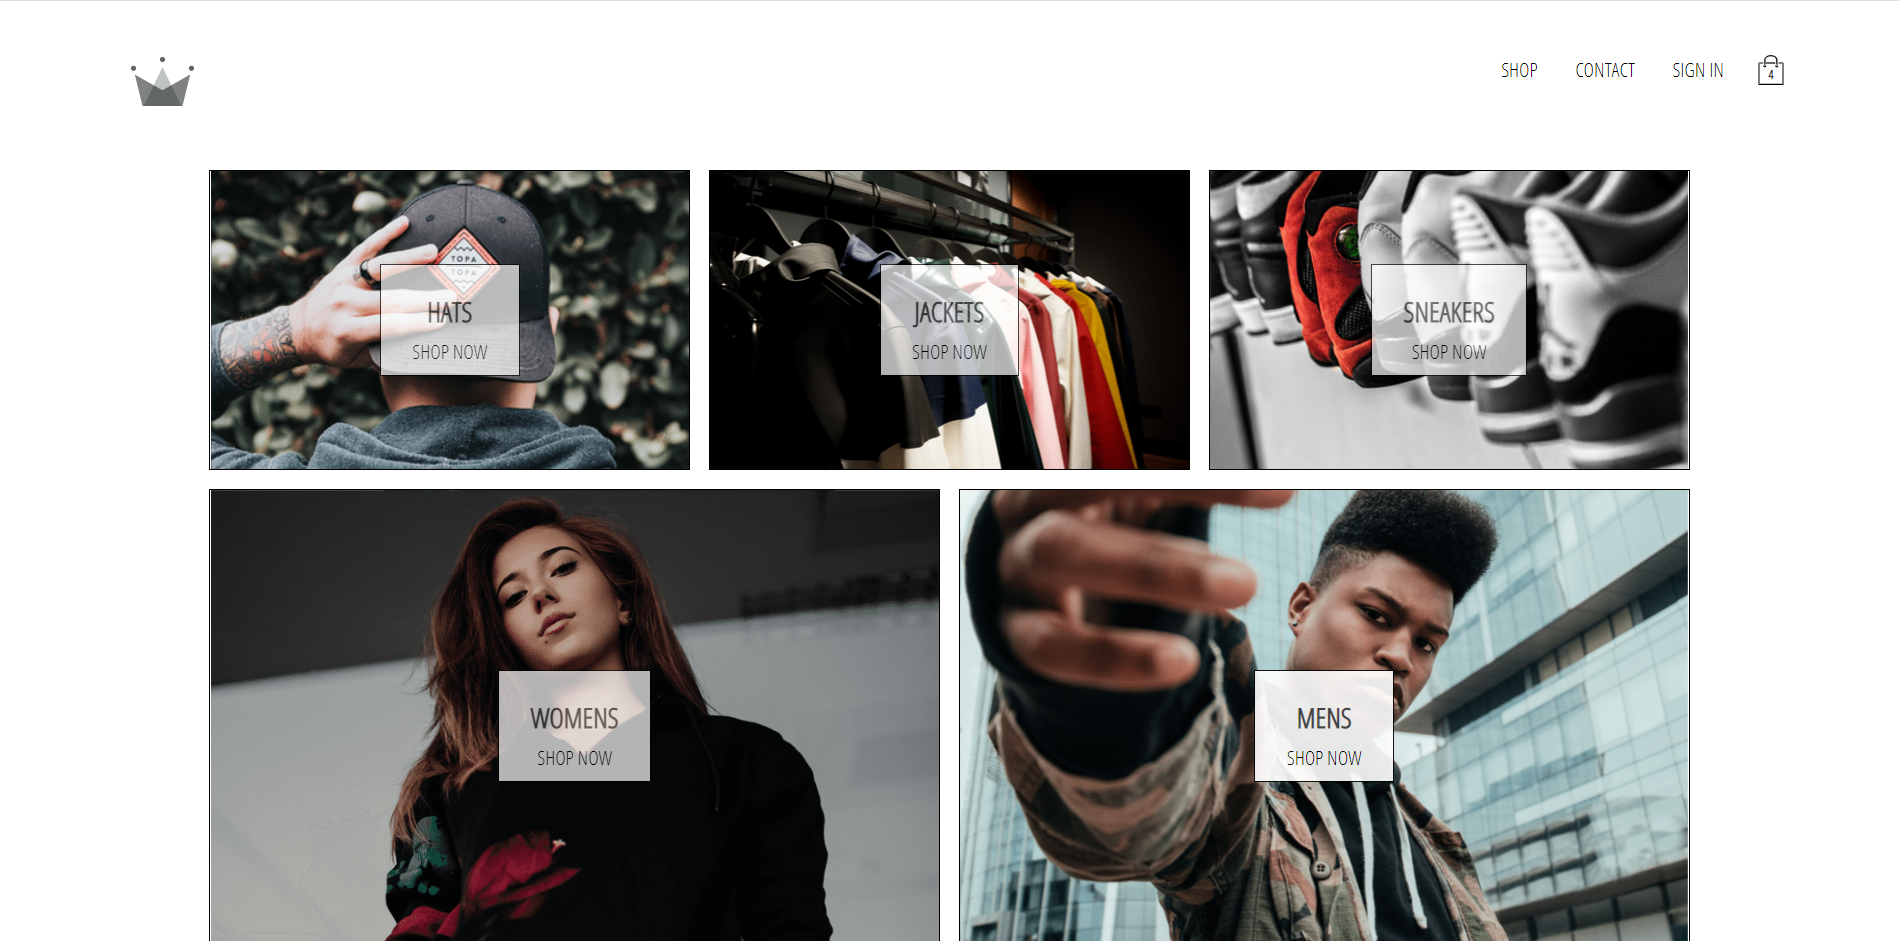 SHOP
CONTACT
SIGN IN
4
TOPA
TOPA
HATS
SHOP NOW
JACKETS
SHOP NOW
SNEAKERS
SHOP NOW
WOMENS
SHOP NOW
MENS
SHOP NOW